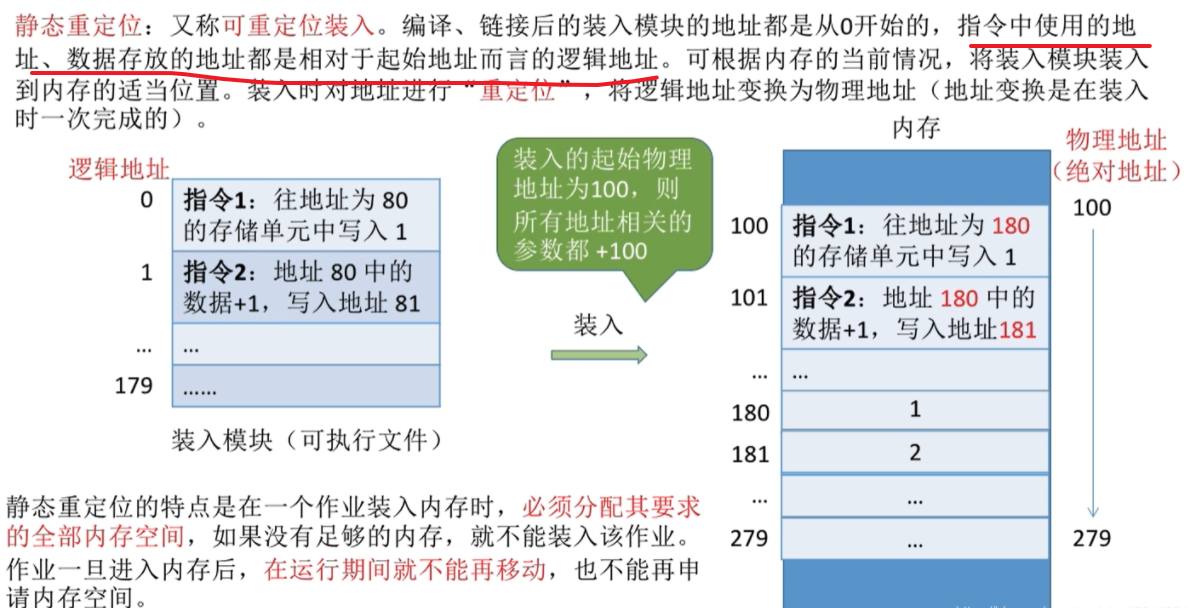 静态重定位：又称可重定位装入。编译、链接后的装入模块的地址都是从0开始的，指令中使用的地
址、数据存放的地址都是相对于起始地址而言的逻辑地址。可根据内存的当前情况，将装入模块装入
到内存的适当位置。装入时对地址进行“重定位”，将逻辑地址变换为物理地址（地址变换是在装入
时一次完成的）。
逻辑地址
0
指令1：往地址为 80
的存储单元中写入 1
1
指令2：地址 80 中的
数据+1，写入地址 81
...
...
179
......
装入模块（可执行文件）
装入的起始物理
地址为100，则
所有地址相关的
参数都 +100
装入
内存
物理地址
（绝对地址）
100
指令1：往地址为 180
的存储单元中写入 1
100
101
指令2：地址 180 中的
数据+1，写入地址181
...
...
180
1
181
2
...
...
279
...
279
静态重定位的特点是在一个作业装入内存时，必须分配其要求
的全部内存空间，如果没有足够的内存，就不能装入该作业。
作业一旦进入内存后，在运行期间就不能再移动，也不能再申
请内存空间。